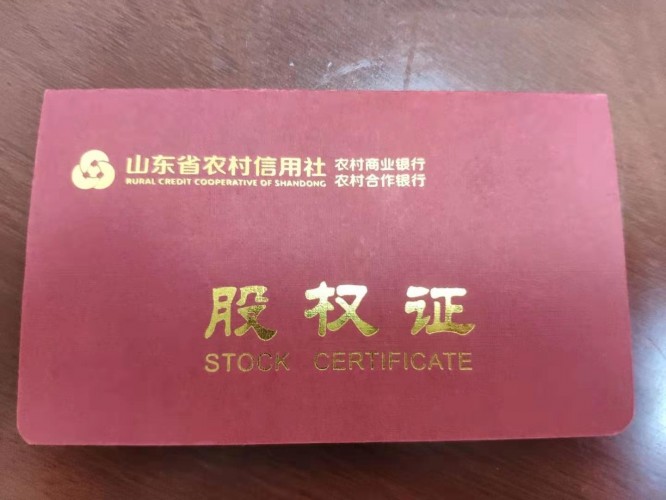 山东省农村信用社
RURAL CREDIT COOPERATIVE OF SHANDONG
农村商业银行
农村合作银行
股权证
STOCK CERTIFICATE